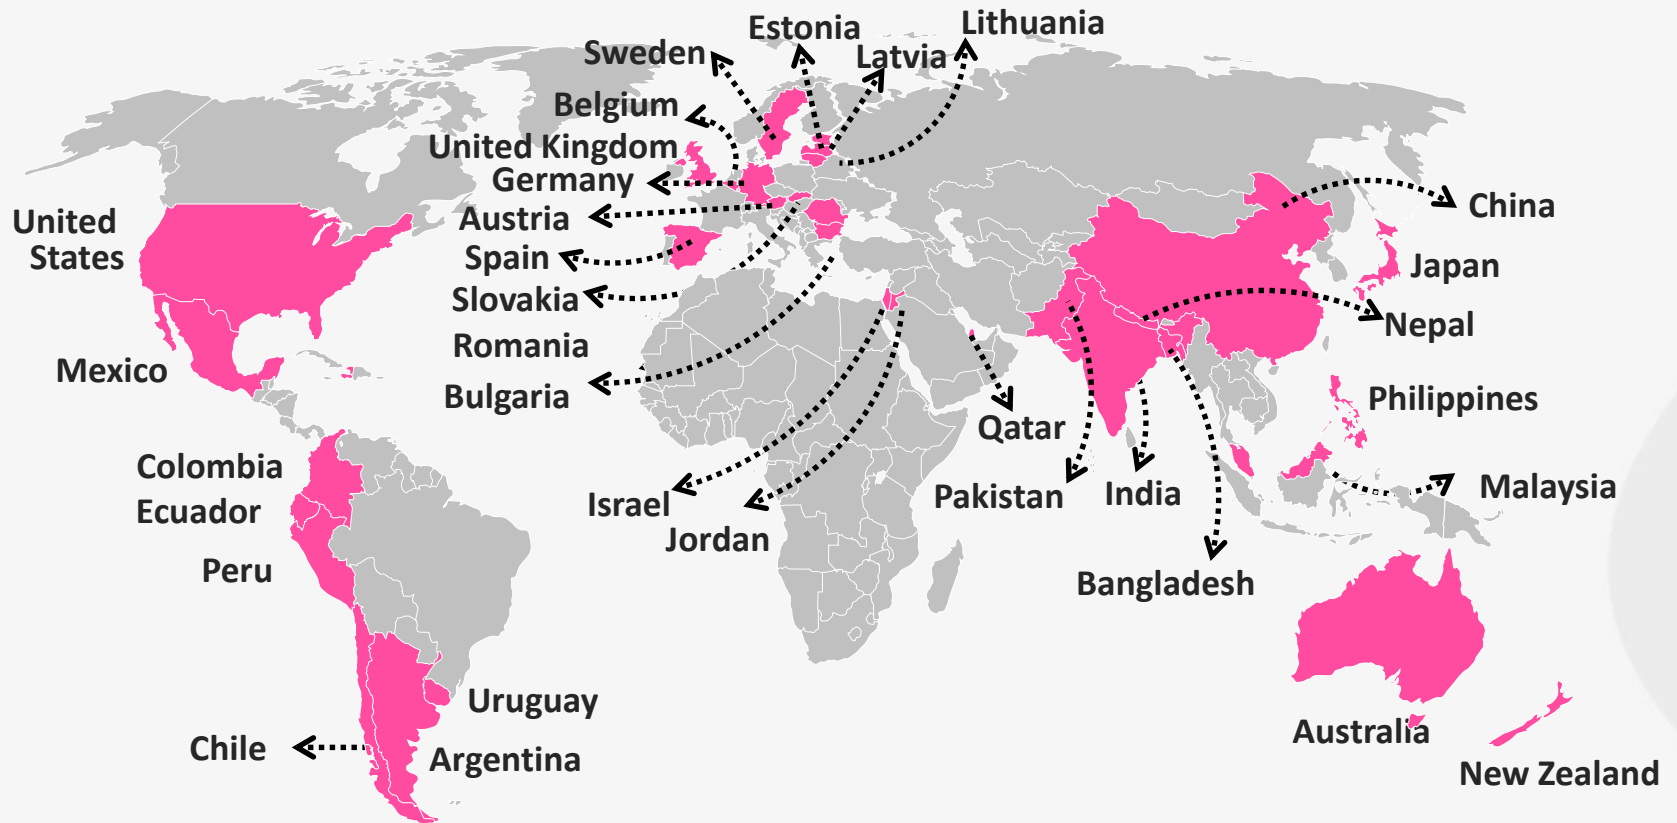 Lithuania
Estonia
Sweden
Latvia
Belgium
United Kingdom
Germany
Austria
Spain
Slovakia
Romania
Bulgaria
United
States
Mexico
Colombia
Ecuador
Peru
Chile
Uruguay
Argentina
Israel
Jordan
Qatar
Pakistan
India
Bangladesh
China
Japan
Nepal
Philippines
Malaysia
Australia
New Zealand